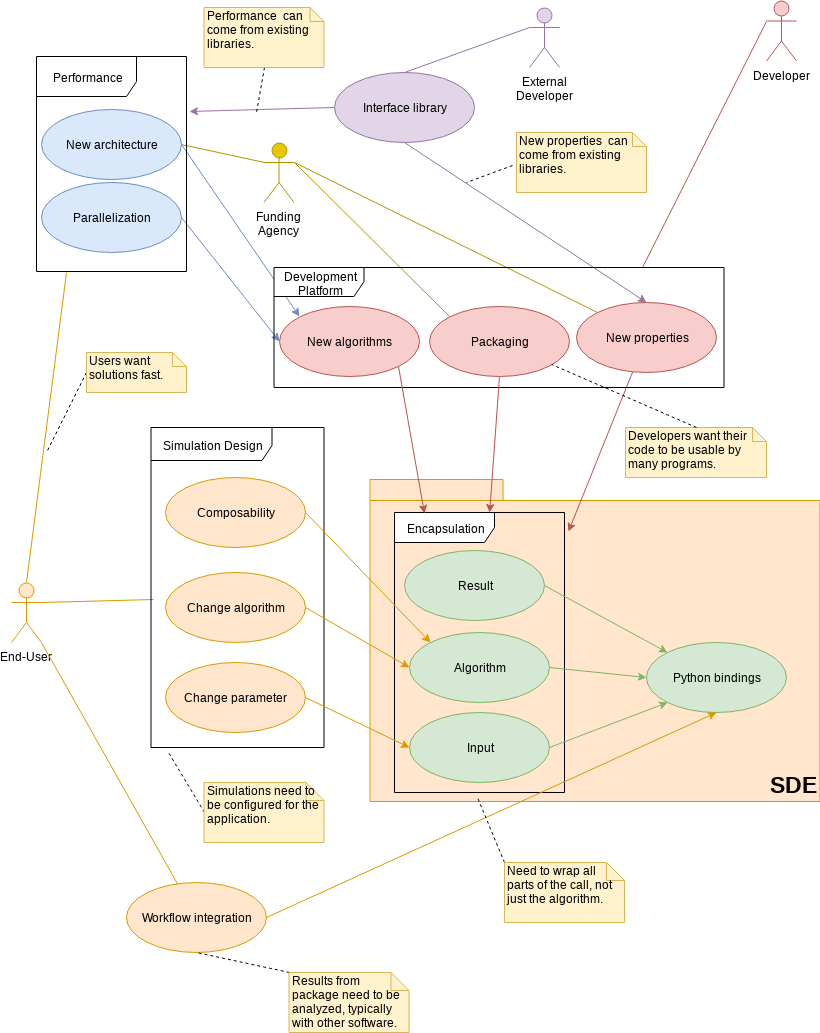 Performance  can
come from existing
libraries.
External
Developer
Developer
Performance
Interface library
New architecture
New properties  can
come from existing
libraries.
Parallelization
Funding
Agency
Development
Platform
New algorithms
Packaging
New properties
Users want
solutions fast.
Developers want their
code to be usable by
many programs.
Simulation Design
Composability
Encapsulation
Result
Change algorithm
Algorithm
Python bindings
End-User
Change parameter
Input
SDE
Simulations need to
be configured for the
application.
Need to wrap all
parts of the call, not
just the algorithm.
Workflow integration
Results from
package need to be
analyzed, typically
with other software.